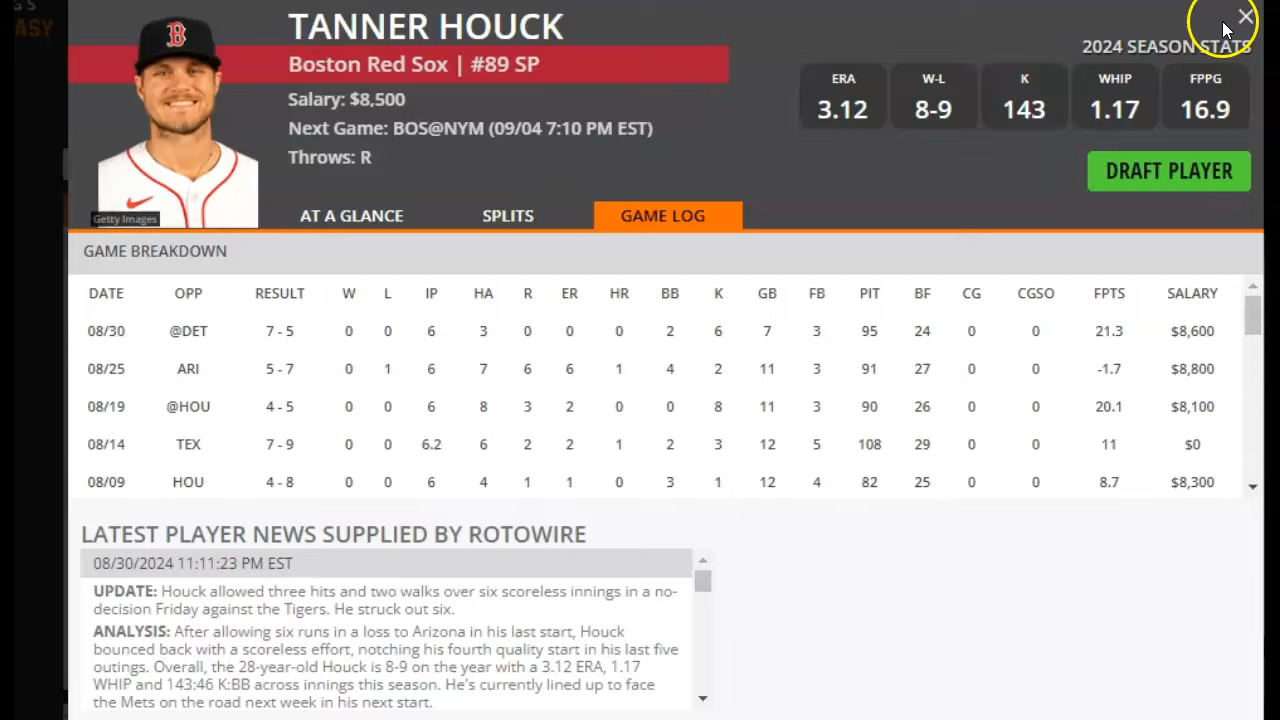 G S
ASY
TANNER HOUCK
Boston Red Sox | #89 SP
Salary: $8,500
Next Game: BOS@NYM (09/04 7:10 PM EST)
Throws: R
B
Getty Images
2024 SEASON STATS
ERA W-L K WHIP FPPG
3.12 8-9 143 1.17 16.9
DRAFT PLAYER
AT A GLANCE SPLITS GAME LOG
GAME BREAKDOWN
DATE OPP RESULT W L IP HA R ER HR BB K GB FB PIT BF CG CGSO FPTS SALARY
08/30 @DET 7 - 5 0 0 6 3 0 0 0 2 6 7 3 95 24 0 0 21.3 $8,600
08/25 ARI 5 - 7 0 1 6 7 6 6 1 4 2 11 3 91 27 0 0 -1.7 $8,800
08/19 @HOU 4 - 5 0 0 6 8 3 2 0 0 8 11 3 90 26 0 0 20.1 $8,100
08/14 TEX 7 - 9 0 0 6.2 6 2 2 1 2 3 12 5 108 29 0 0 11 $0
08/09 HOU 4 - 8 0 0 6 4 1 1 0 3 1 12 4 82 25 0 0 8.7 $8,300
LATEST PLAYER NEWS SUPPLIED BY ROTOWIRE
08/30/2024 11:11:23 PM EST
UPDATE: Houck allowed three hits and two walks over six scoreless innings in a no-
decision Friday against the Tigers. He struck out six.
ANALYSIS: After allowing six runs in a loss to Arizona in his last start, Houck
bounced back with a scoreless effort, notching his fourth quality start in his last five
outings. Overall, the 28-year-old Houck is 8-9 on the year with a 3.12 ERA, 1.17
WHIP and 143:46 K:BB across innings this season. He's currently lined up to face
the Mets on the road next week in his next start.